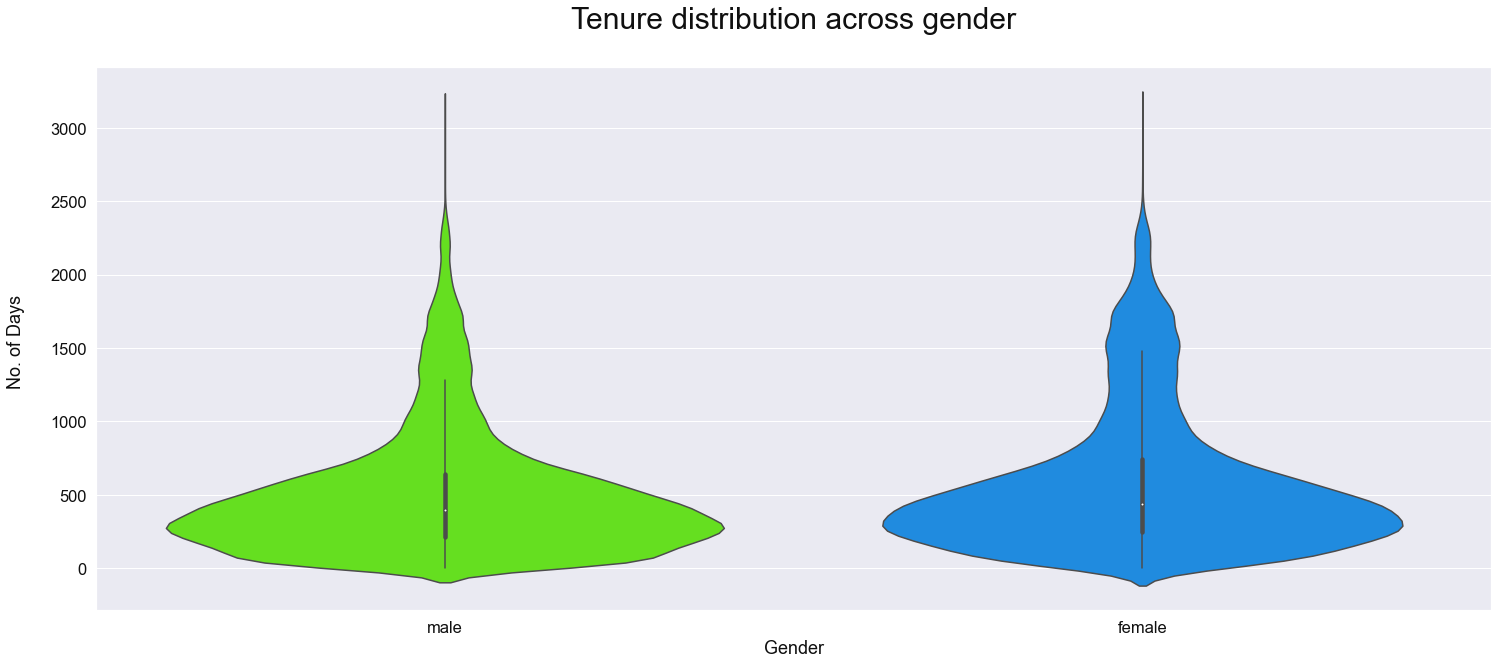 Tenure distribution across gender
No. of Days
3000
2500
2000
1500
1000
500
0
male
female
Gender